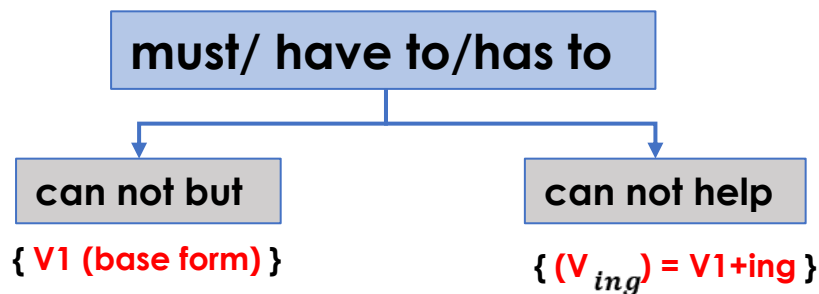 must/ have to/has to
can not but
can not help
{ V1 (base form) }
{ (V ing) = V1+ing }